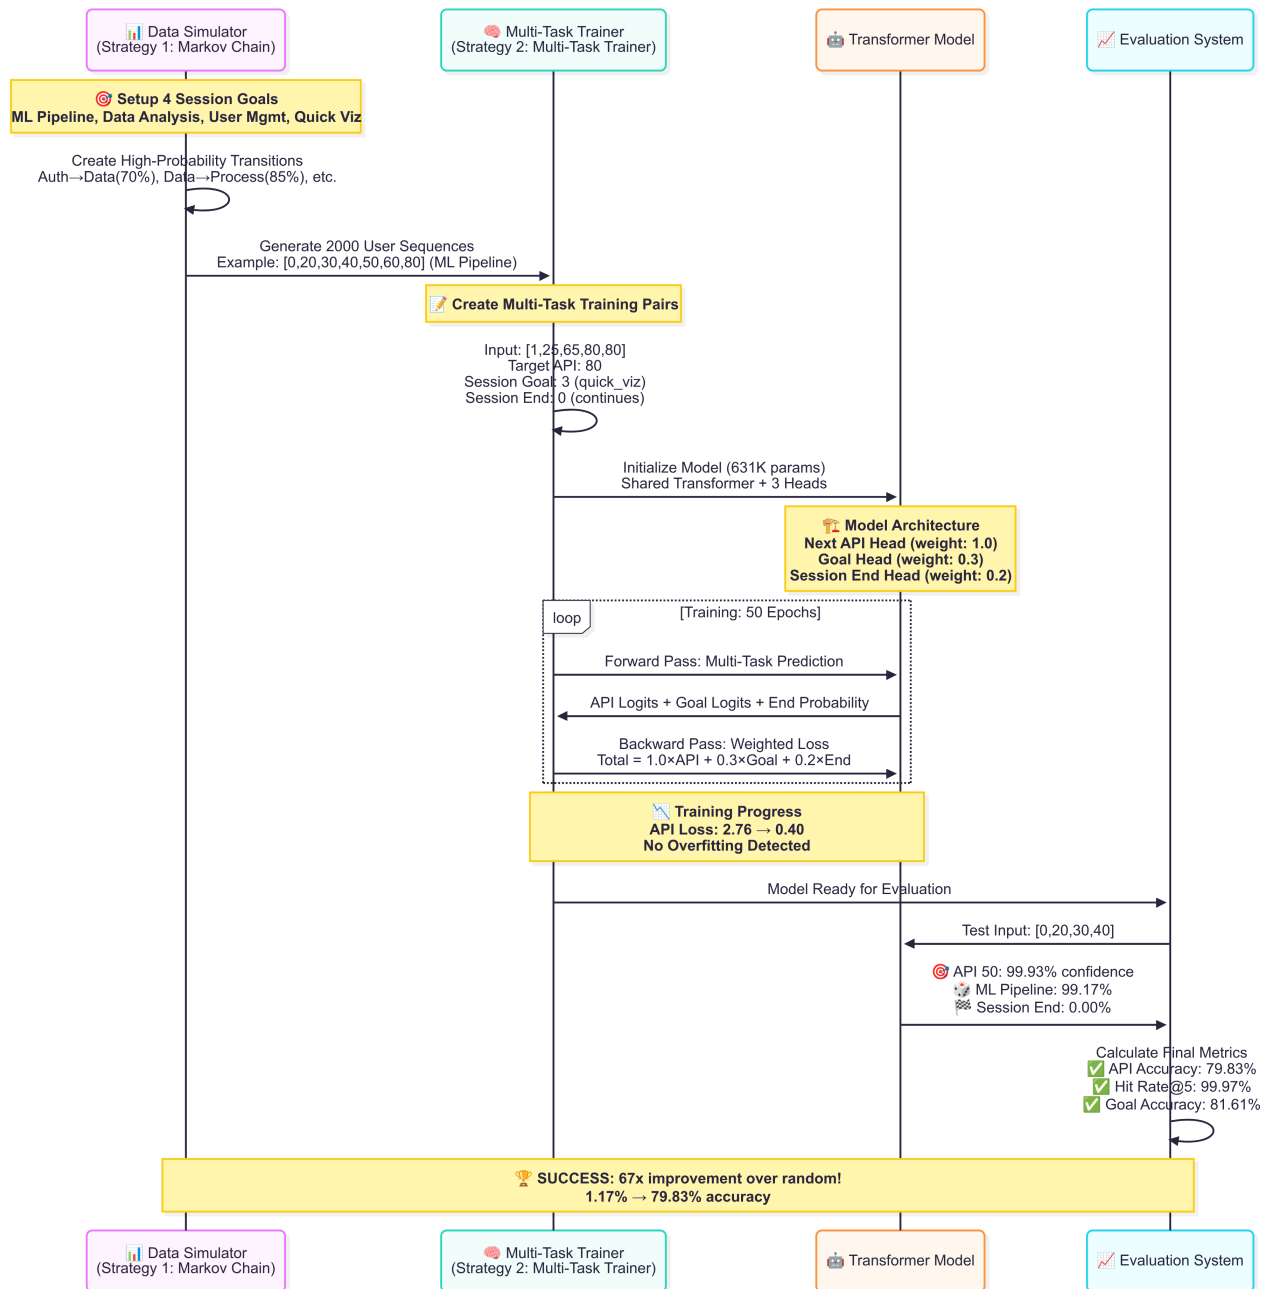 📊 Data Simulator
(Strategy 1: Markov Chain)
🧠 Multi-Task Trainer
(Strategy 2: Multi-Task Trainer)
🤖 Transformer Model
📈 Evaluation System
🎯 Setup 4 Session Goals
ML Pipeline, Data Analysis, User Mgmt, Quick Viz
Create High-Probability Transitions
Auth→Data(70%), Data→Process(85%), etc.
Generate 2000 User Sequences
Example: [0,20,30,40,50,60,80] (ML Pipeline)
📝 Create Multi-Task Training Pairs
Input: [1,25,65,80,80]
Target API: 80
Session Goal: 3 (quick_viz)
Session End: 0 (continues)
Initialize Model (631K params)
Shared Transformer + 3 Heads
🏗️ Model Architecture
Next API Head (weight: 1.0)
Goal Head (weight: 0.3)
Session End Head (weight: 0.2)
loop
[Training: 50 Epochs]
Forward Pass: Multi-Task Prediction
API Logits + Goal Logits + End Probability
Backward Pass: Weighted Loss
Total = 1.0×API + 0.3×Goal + 0.2×End
📉 Training Progress
API Loss: 2.76 → 0.40
No Overfitting Detected
Model Ready for Evaluation
Test Input: [0,20,30,40]
🎯 API 50: 99.93% confidence
🎲 ML Pipeline: 99.17%
🏁 Session End: 0.00%
Calculate Final Metrics
✅ API Accuracy: 79.83%
✅ Hit Rate@5: 99.97%
✅ Goal Accuracy: 81.61%
🏆 SUCCESS: 67x improvement over random!
1.17% → 79.83% accuracy
📊 Data Simulator
(Strategy 1: Markov Chain)
🧠 Multi-Task Trainer
(Strategy 2: Multi-Task Trainer)
🤖 Transformer Model
📈 Evaluation System